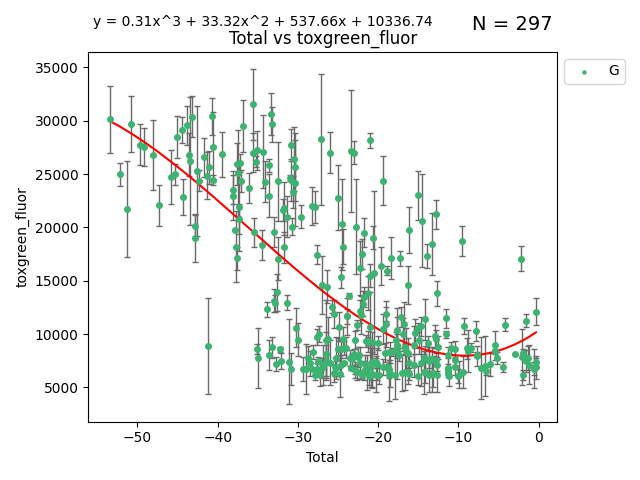 y = 0.31x^3 + 33.32x^2 + 537.66x + 10336.74
N = 297
Total vs toxgreen_fluor
G
35000
30000
25000
20000
15000
10000
5000
toxgreen_fluor
−50 −40 −30 −20 −10 0
Total